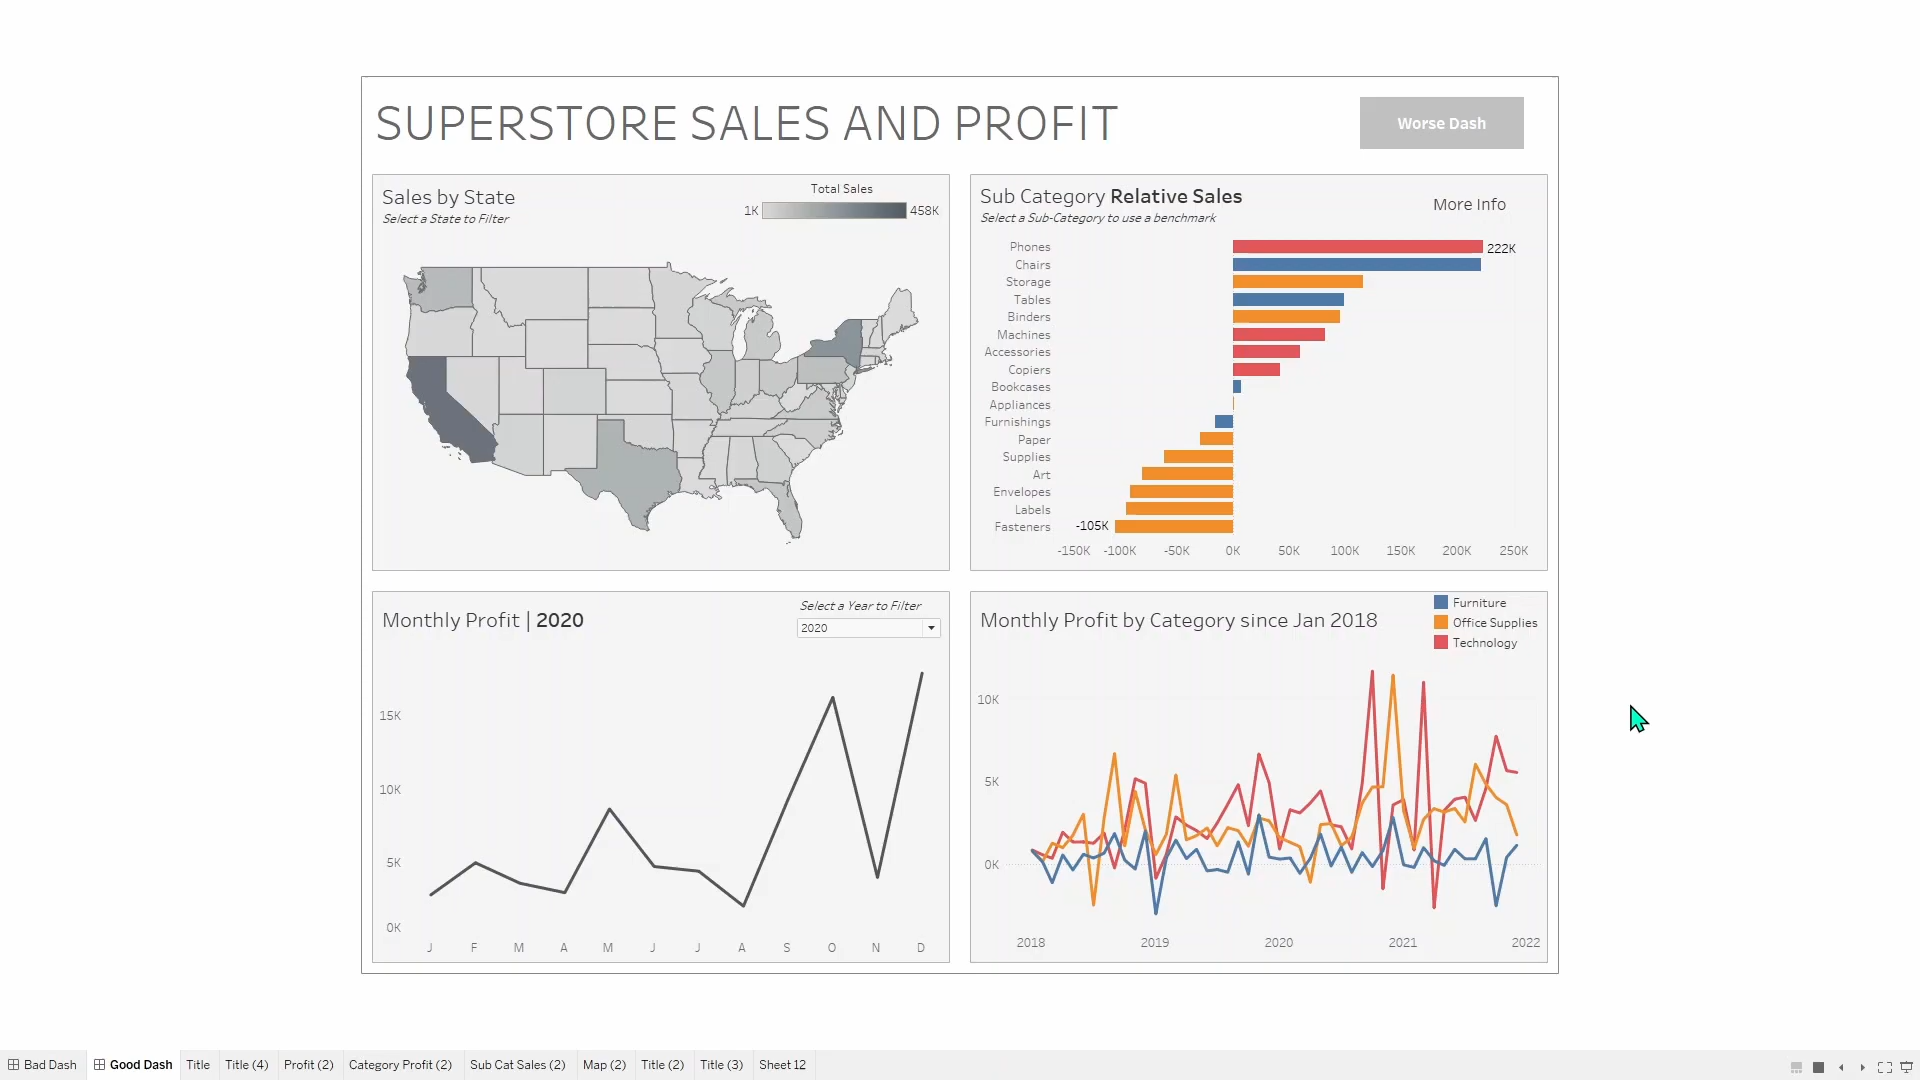 SUPERSTORE SALES AND PROFIT
Worse Dash
Sales by State
Select a State to Filter
Total Sales
1K
458K
Sub Category Relative Sales
Select a Sub-Category to use a benchmark
More Info
Phones
222K
Chairs
Storage
Tables
Binders
Machines
Accessories
Copiers
Bookcases
Appliances
Furnishings
Paper
Supplies
Art
Envelopes
Labels
Fasteners
-105K
-150K -100K -50K 0K 50K 100K 150K 200K 250K
Monthly Profit | 2020
Select a Year to Filter
2020
15K
10K
5K
0K
J F M A M J J A S O N D
Monthly Profit by Category since Jan 2018
Furniture
Office Supplies
Technology
10K
5K
0K
2018 2019 2020 2021 2022
Bad Dash Good Dash Title Title (4) Profit (2) Category Profit (2) Sub Cat Sales (2) Map (2) Title (2) Title (3) Sheet 12